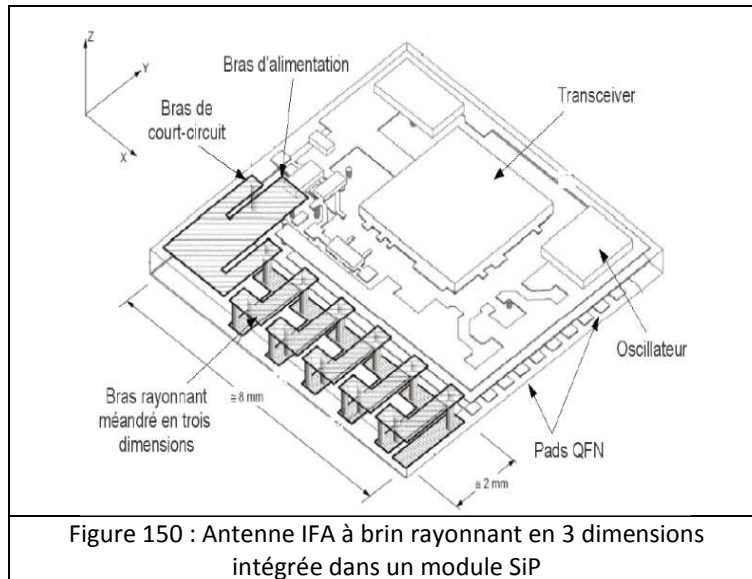 Z
Y
X
Bras d'alimentation
Bras de
court-circuit
Transceiver
Oscillateur
Pads QFN
Bras rayonnant
méandré en trois
dimensions
≅ 8 mm
≅ 2 mm
Figure 150 : Antenne IFA à brin rayonnant en 3 dimensions
intégrée dans un module SiP